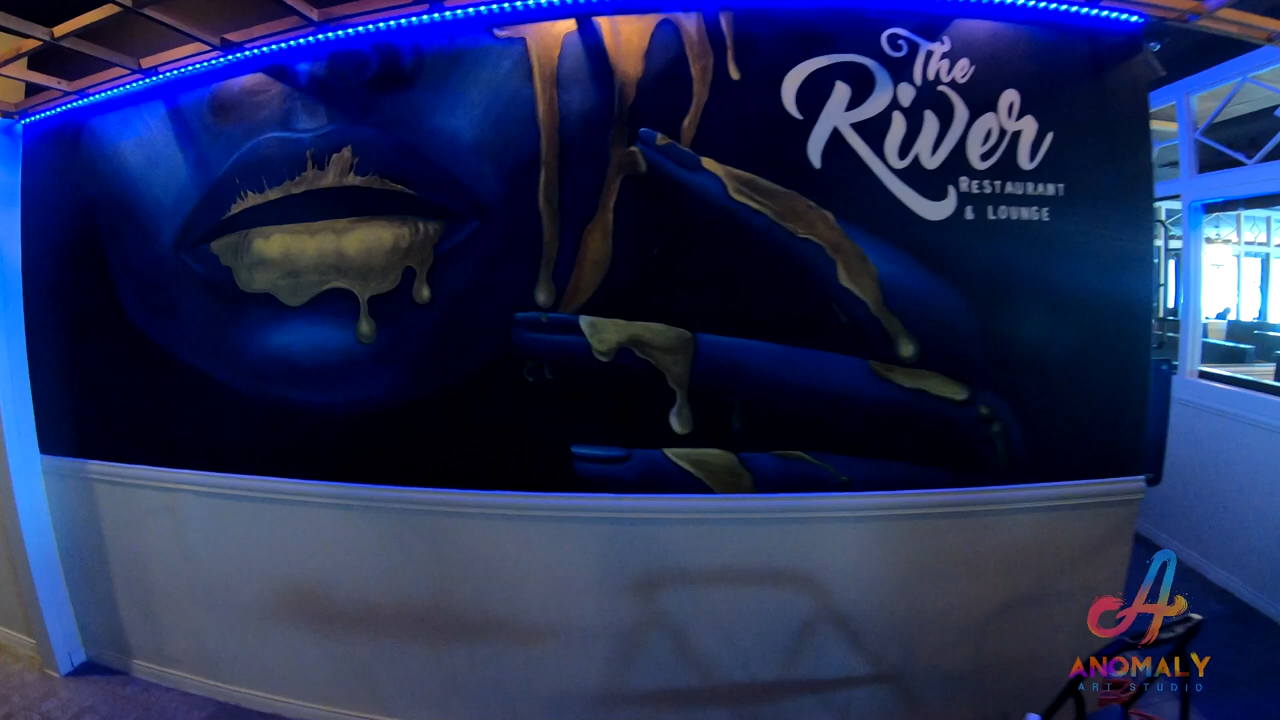 The
River
RESTAURANT
& LOUNGE
A
ANOMALY
ART STUDIO